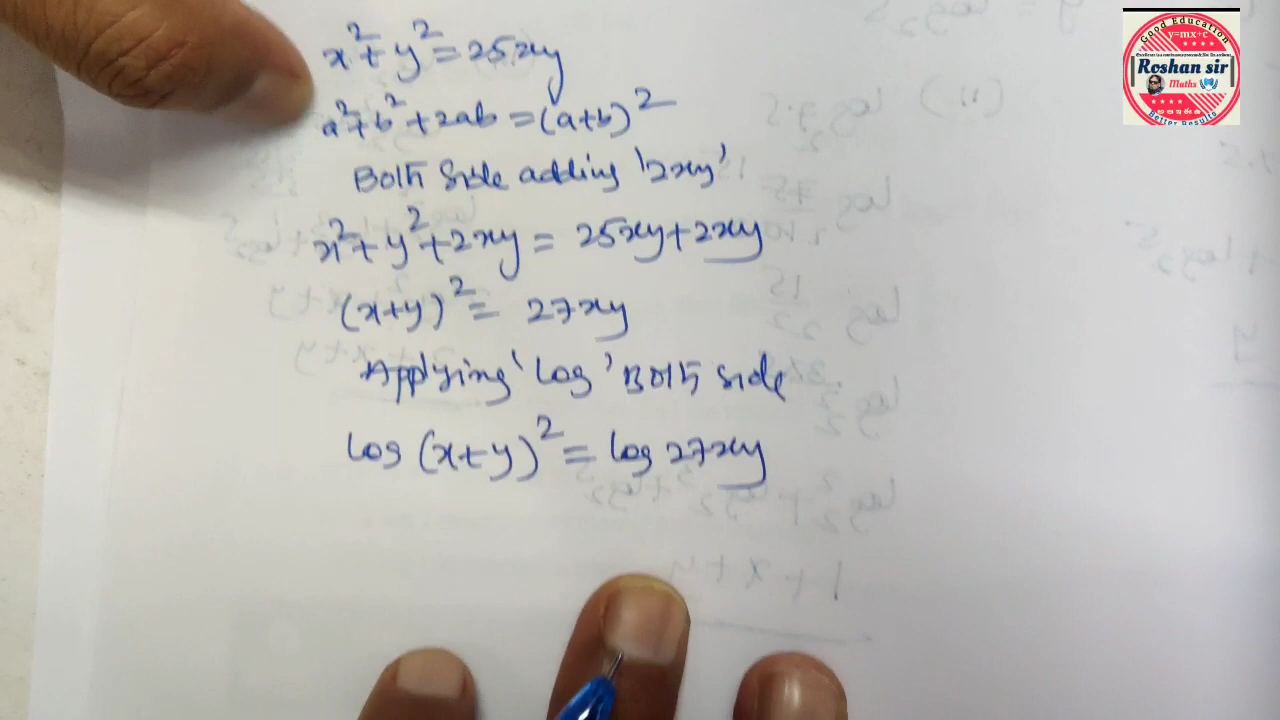 x²+y²=25xy
a²+b²+2ab=(a+b)²
Both Side adding '2xy'
x²+y²+2xy = 25xy+2xy
(x+y)² = 27xy
Applying 'log' Both side
log (x+y)² = log 27xy
Good Education
y=mx+c
Roshan sir
Maths
Better Results